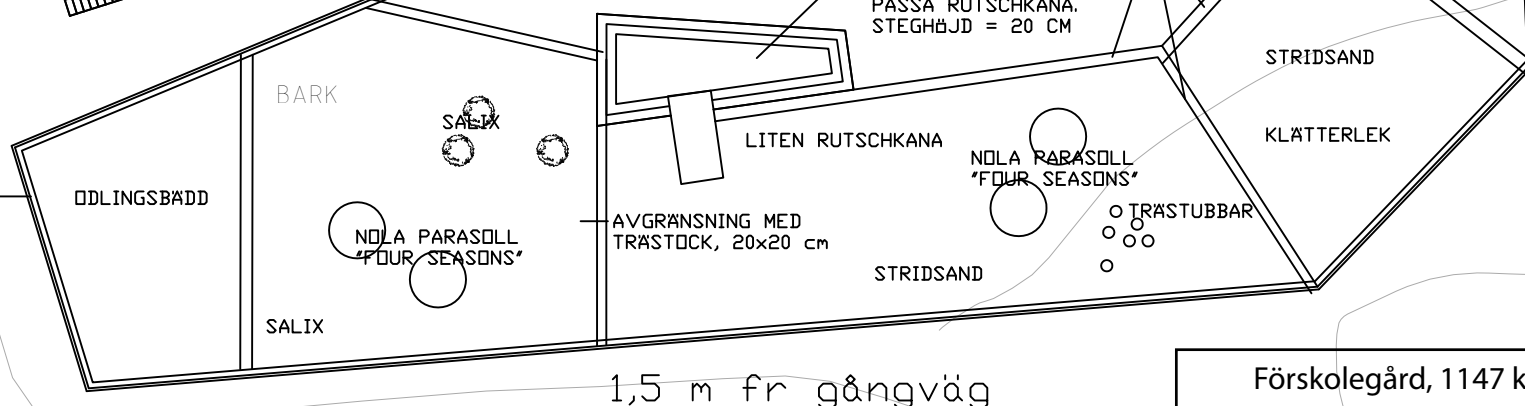 PASSA RUTSCHKANA.
STEGHÖJD = 20 CM
STRIDSAND
BARK
SALIX
LITEN RUTSCHKANA
KLÄTTERLEK
NOLA PARASOLL
"FOUR SEASONS"
ODLINGSBÄDD
TRÄSTUBBAR
AVGRÄNSNING MED
TRÄSTOCK, 20x20 cm
NOLA PARASOLL
"FOUR SEASONS"
STRIDSAND
SALIX
1,5 m fr gångväg
Förskolegård, 1147 k